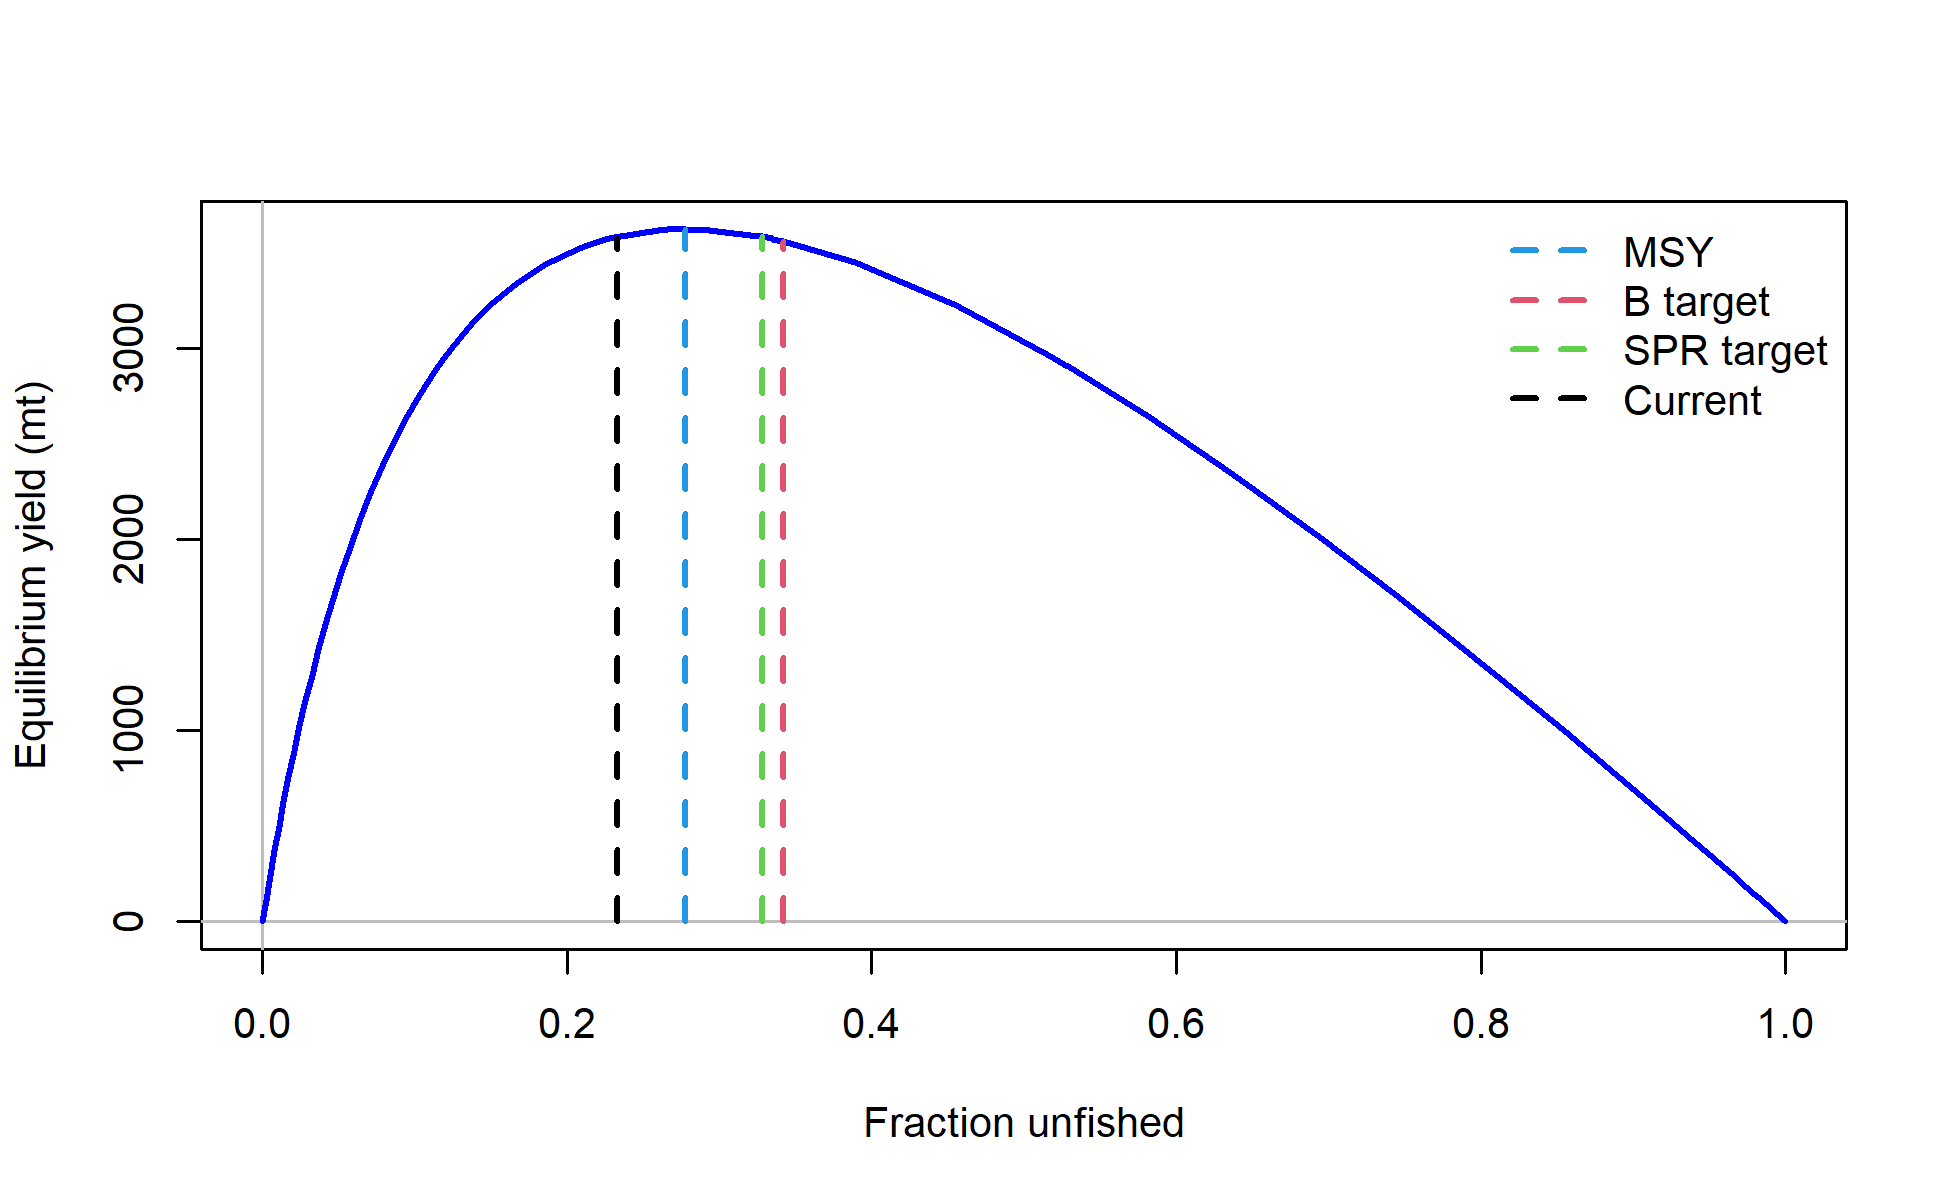 MSY
B target
SPR target
Current
Equilibrium yield (mt)
3000
2000
1000
0
0.0 0.2 0.4 0.6 0.8 1.0
Fraction unfished